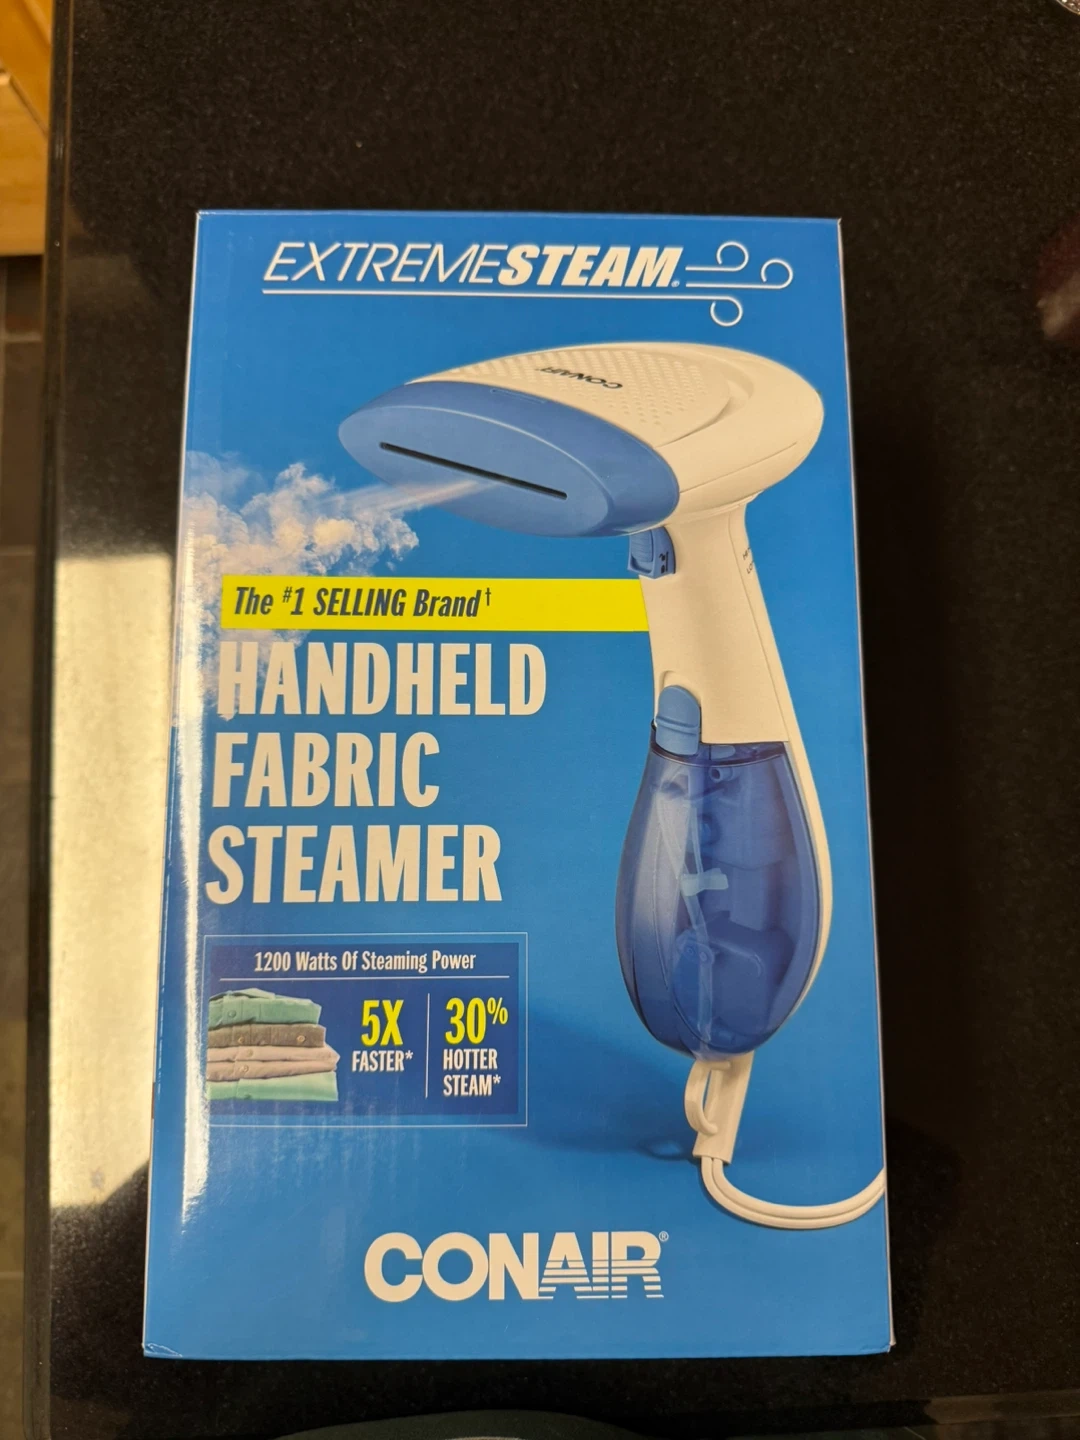 EXTREMESTEAM®
CONAIR
The #1 SELLING Brand†
HANDHELD
FABRIC
STEAMER
1200 Watts Of Steaming Power
5X
FASTER*
30%
HOTTER
STEAM*
CONAIR®